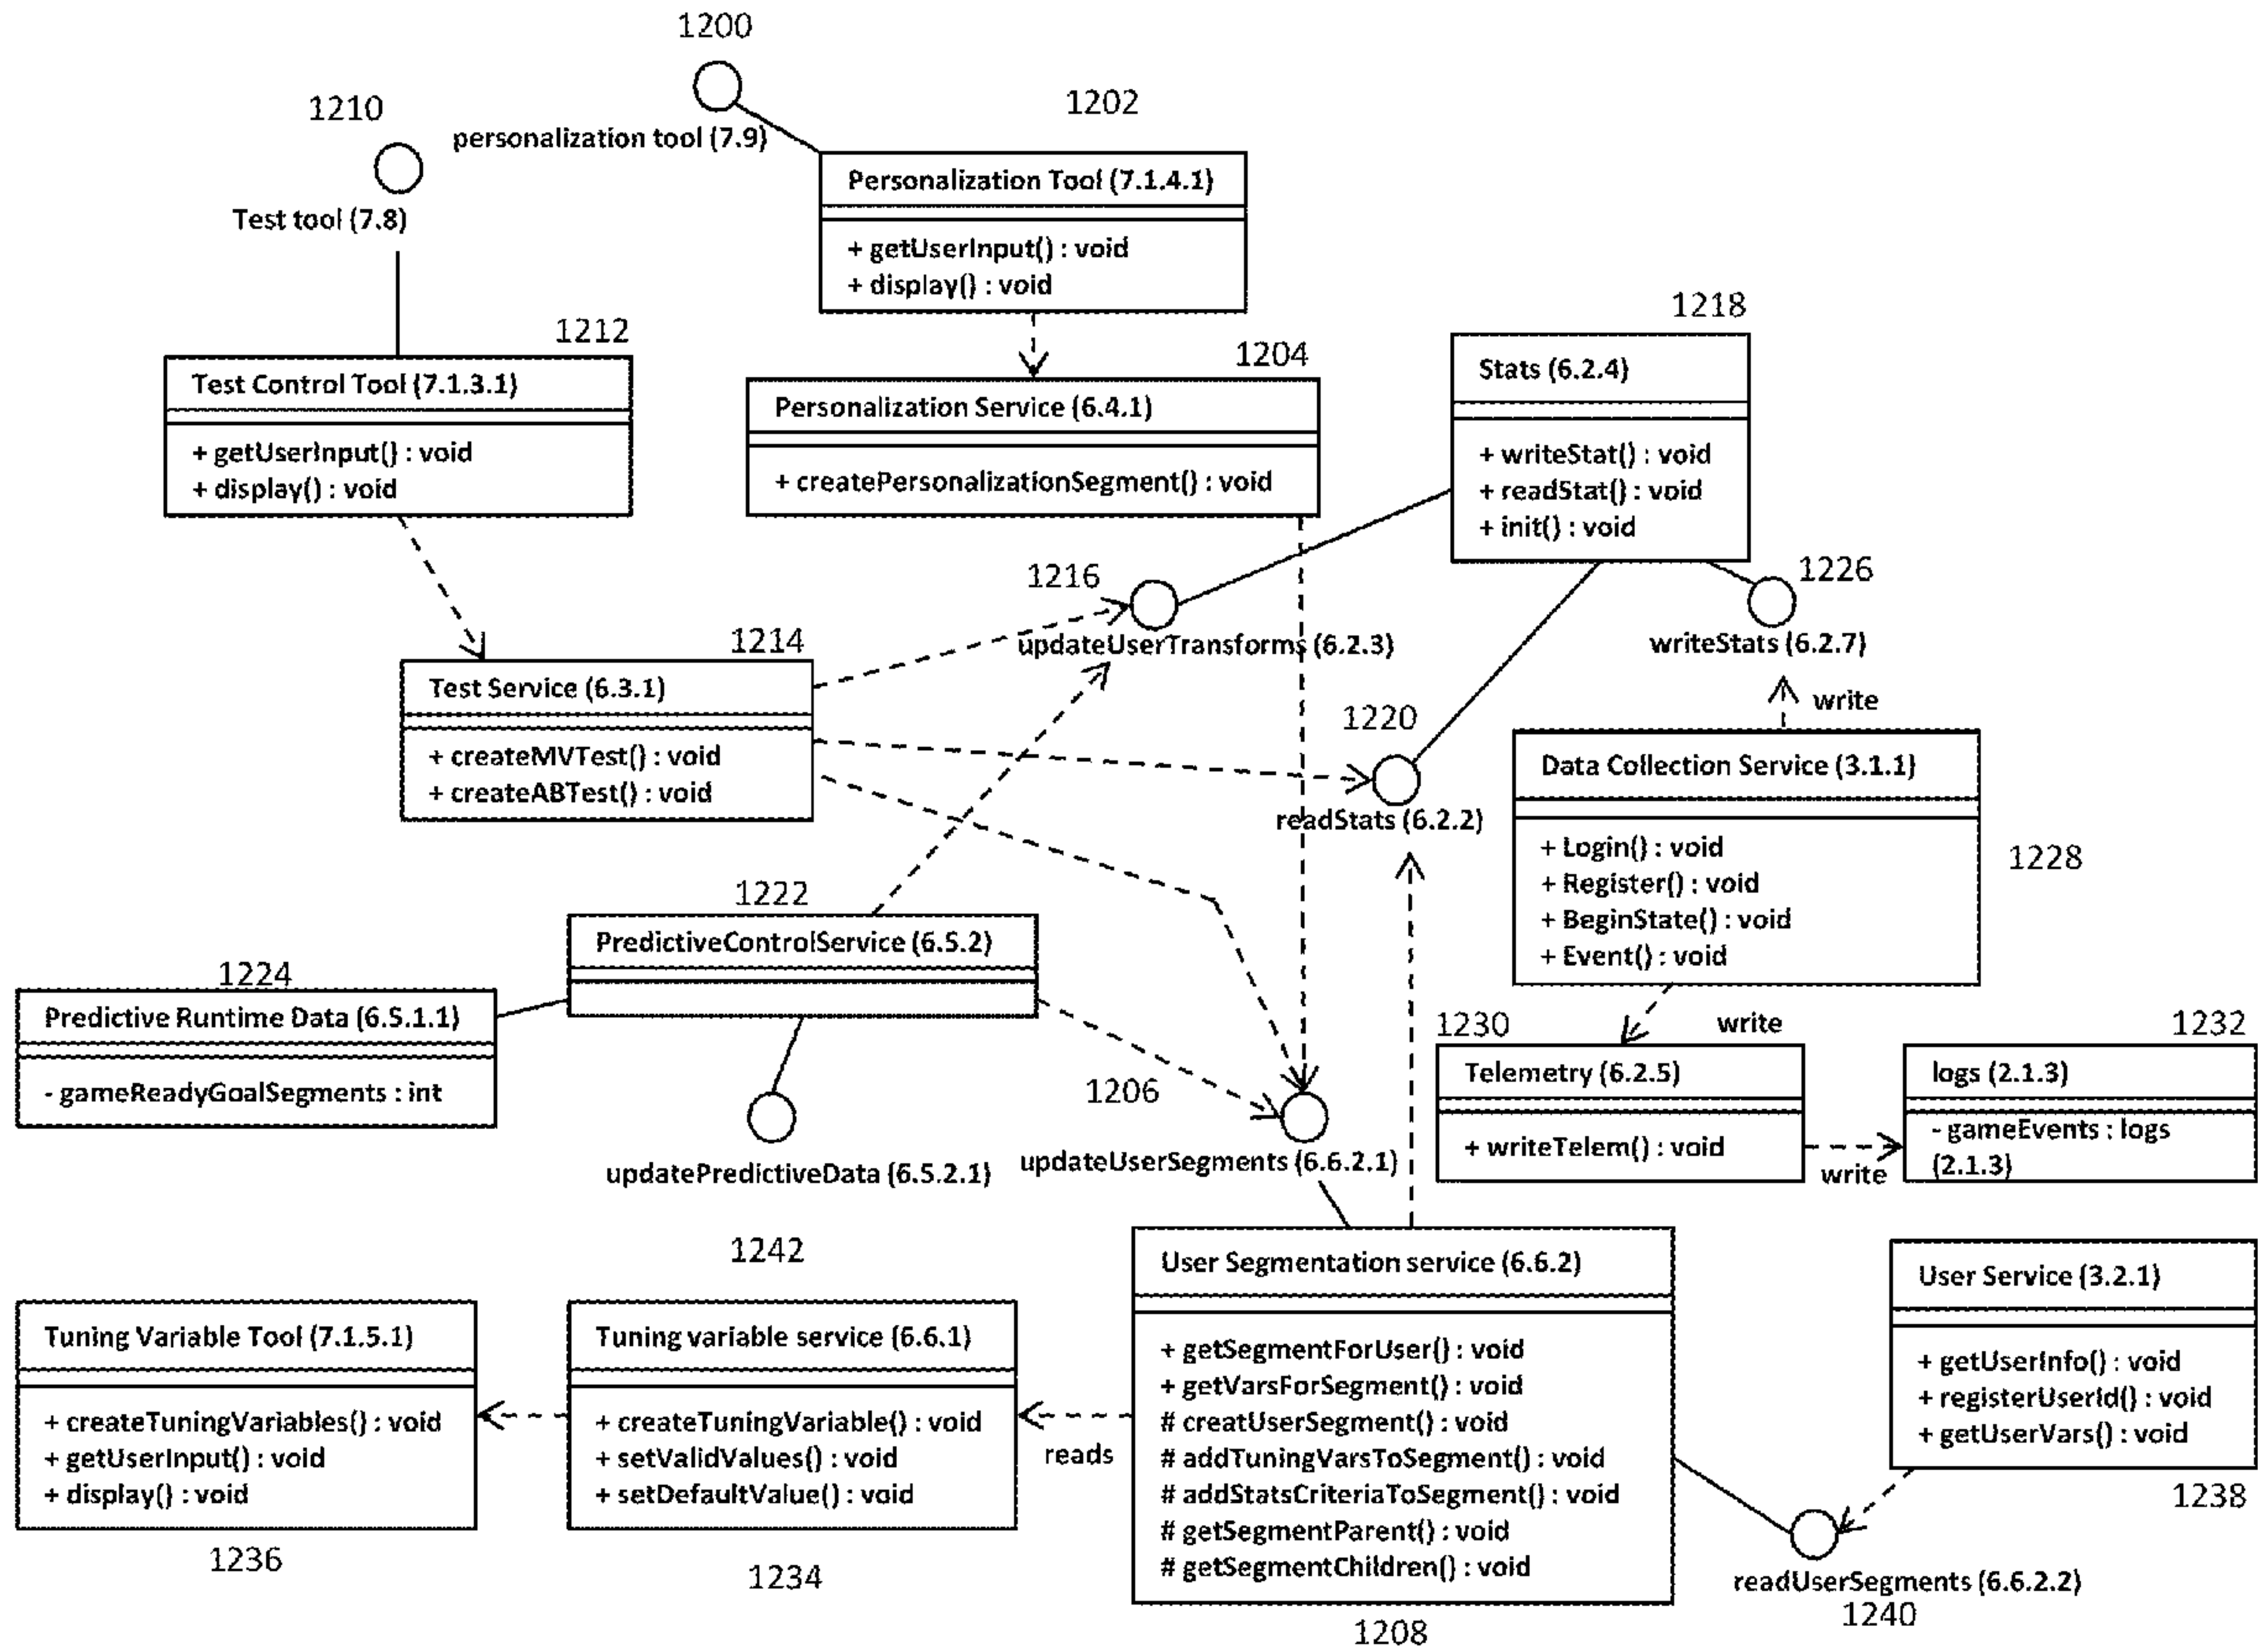 1200
1210
1202
personalization tool (7.9)
Personalization Tool (7.1.4.1)
+ getUserInput() : void
+ display() : void
Test tool (7.8)
1212
Test Control Tool (7.1.3.1)
+ getUserInput() : void
+ display() : void
1204
Personalization Service (6.4.1)
+ createPersonalizationSegment() : void
1218
Stats (6.2.4)
+ writeStat() : void
+ readStat() : void
+ init() : void
1216
updateUserTransforms (6.2.3)
1226
writeStats (6.2.7)
write
1214
Test Service (6.3.1)
+ createMVTest() : void
+ createABTest() : void
1220
readStats (6.2.2)
Data Collection Service (3.1.1)
+ Login() : void
+ Register() : void
+ BeginState() : void
+ Event() : void
1228
1222
PredictiveControlService (6.5.2)
1224
Predictive Runtime Data (6.5.1.1)
- gameReadyGoalSegments : int
updatePredictiveData (6.5.2.1)
1206
updateUserSegments (6.6.2.1)
write
1230
Telemetry (6.2.5)
+ writeTelem() : void
write
1232
logs (2.1.3)
- gameEvents : logs
(2.1.3)
1242
Tuning Variable Tool (7.1.5.1)
+ createTuningVariables() : void
+ getUserInput() : void
+ display() : void
1236
Tuning variable service (6.6.1)
+ createTuningVariable() : void
+ setValidValues() : void
+ setDefaultValue() : void
1234
reads
User Segmentation service (6.6.2)
+ getSegmentForUser() : void
+ getVarsForSegment() : void
# creatUserSegment() : void
# addTuningVarsToSegment() : void
# addStatsCriteriaToSegment() : void
# getSegmentParent() : void
# getSegmentChildren() : void
1208
User Service (3.2.1)
+ getUserInfo() : void
+ registerUserId() : void
+ getUserVars() : void
1238
readUserSegments (6.6.2.2)
1240